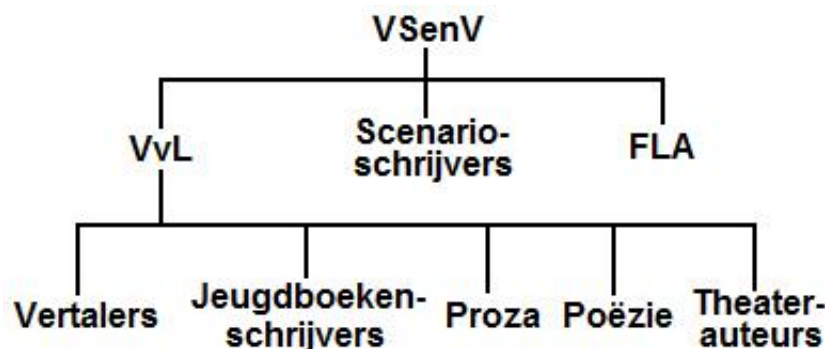 VSenV
VvL
Scenario-
schrijvers
FLA
Vertalers
Jeugdboeken-
schrijvers
Proza
Poëzie
Theater-
auteurs